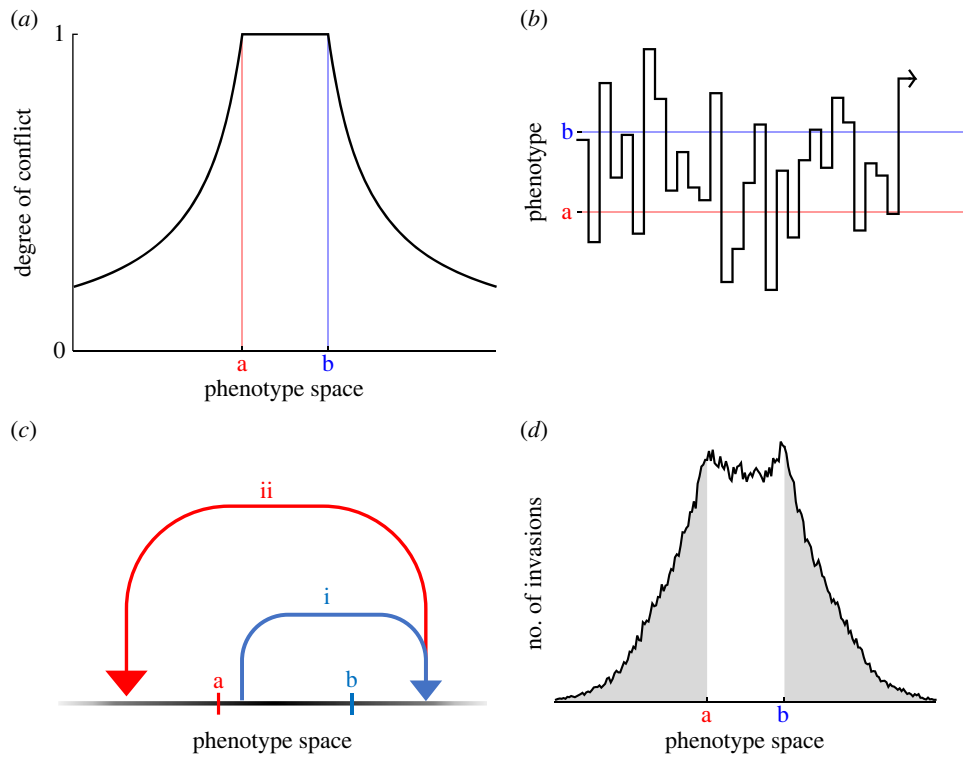 (a)
1
degree of conflict
0
a
b
phenotype space
(b)
b
phenotype
a
(c)
ii
i
a
b
phenotype space
(d)
no. of invasions
a
b
phenotype space